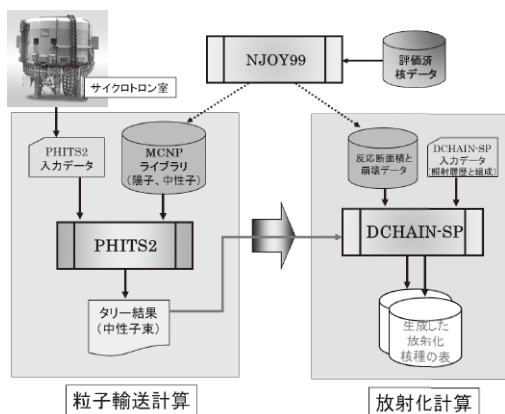 サイクロトロン室
NJOY99
評価済
核データ
PHITS2
入力データ
MCNP
ライブラリ
(陽子、中性子)
PHITS2
タリー結果
(中性子束)
粒子輸送計算
反応断面積と
崩壊データ
DCHAIN-SP
入力データ
(照射履歴と組成)
DCHAIN-SP
生成した
放射化
核種の表
放射化計算